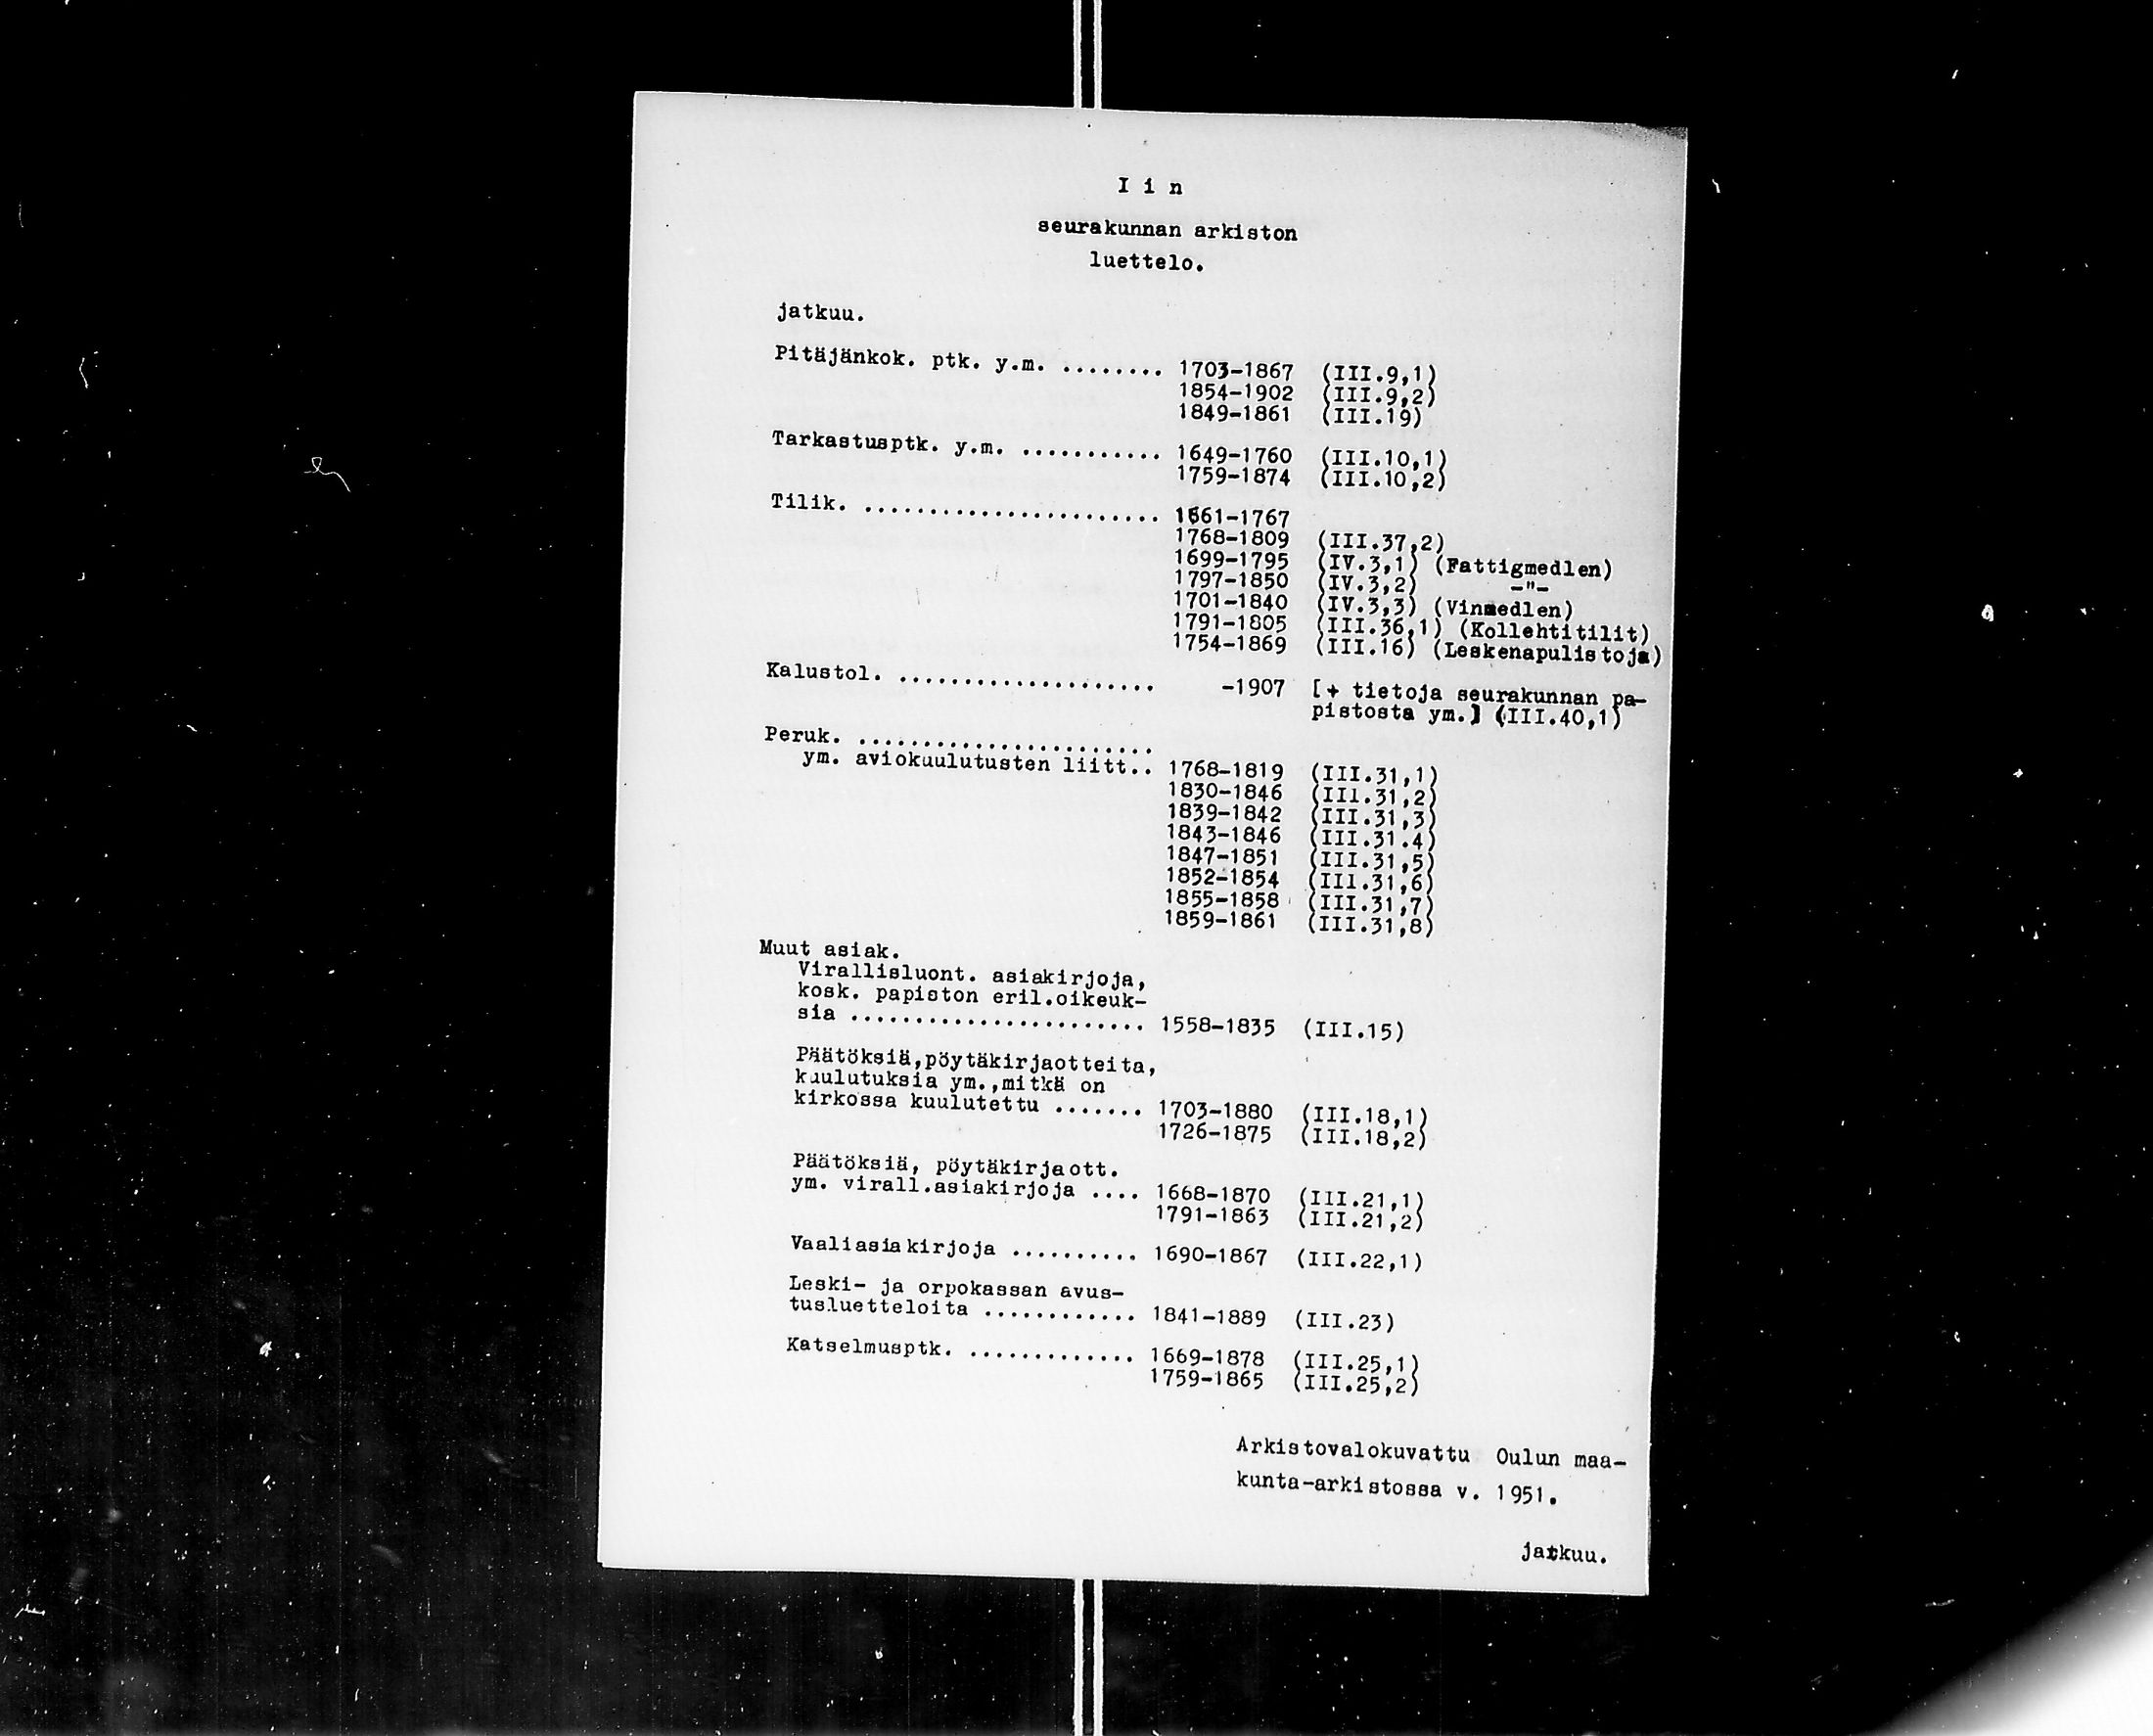 I i n
seurakunnan arkiston
luettelo.
jatkuu.
Pitäjänkok. ptk. y.m. ........ 1703-1867 (III.9,1)
1854-1902 (III.9,2)
1849-1861 (III.19)
Tarkastusptk. y.m. ........... 1649-1760 (III.10,1)
1759-1874 (III.10,2)
Tilik. ....................... 1661-1767
1768-1809 (III.37,2)
1699-1795 (IV.3,1) (Fattigmedlen)
1797-1850 (IV.3,2) -"-
1701-1840 (IV.3,3) (Vinmedlen)
1791-1805 (III.36,1) (Kollehtitilit)
1754-1869 (III.16) (Leskenapulistoja)
Kalustol. .................... -1907 [+ tietoja seurakunnan pa-
pistosta ym.] (III.40,1)
Peruk. .......................
ym. aviokuulutusten liitt.. 1768-1819 (III.31,1)
1830-1846 (III.31,2)
1839-1842 (III.31,3)
1843-1846 (III.31.4)
1847-1851 (III.31,5)
1852-1854 (III.31,6)
1855-1858 (III.31,7)
1859-1861 (III.31,8)
Muut asiak.
Virallisluont. asiakirjoja,
kosk. papiston eril.oikeuk-
sia ....................... 1558-1835 (III.15)
Päätöksiä,pöytäkirjaotteita,
kuulutuksia ym.,mitkä on
kirkossa kuulutettu ....... 1703-1880 (III.18,1)
1726-1875 (III.18,2)
Päätöksiä, pöytäkirjaott.
ym. virall.asiakirjoja .... 1668-1870 (III.21,1)
1791-1863 (III.21,2)
Vaaliasiakirjoja .......... 1690-1867 (III.22,1)
Leski- ja orpokassan avus-
tusluetteloita ............ 1841-1889 (III.23)
Katselmusptk. ............. 1669-1878 (III.25,1)
1759-1865 (III.25,2)
Arkistovalokuvattu Oulun maa-
kunta-arkistossa v. 1951.
jatkuu.